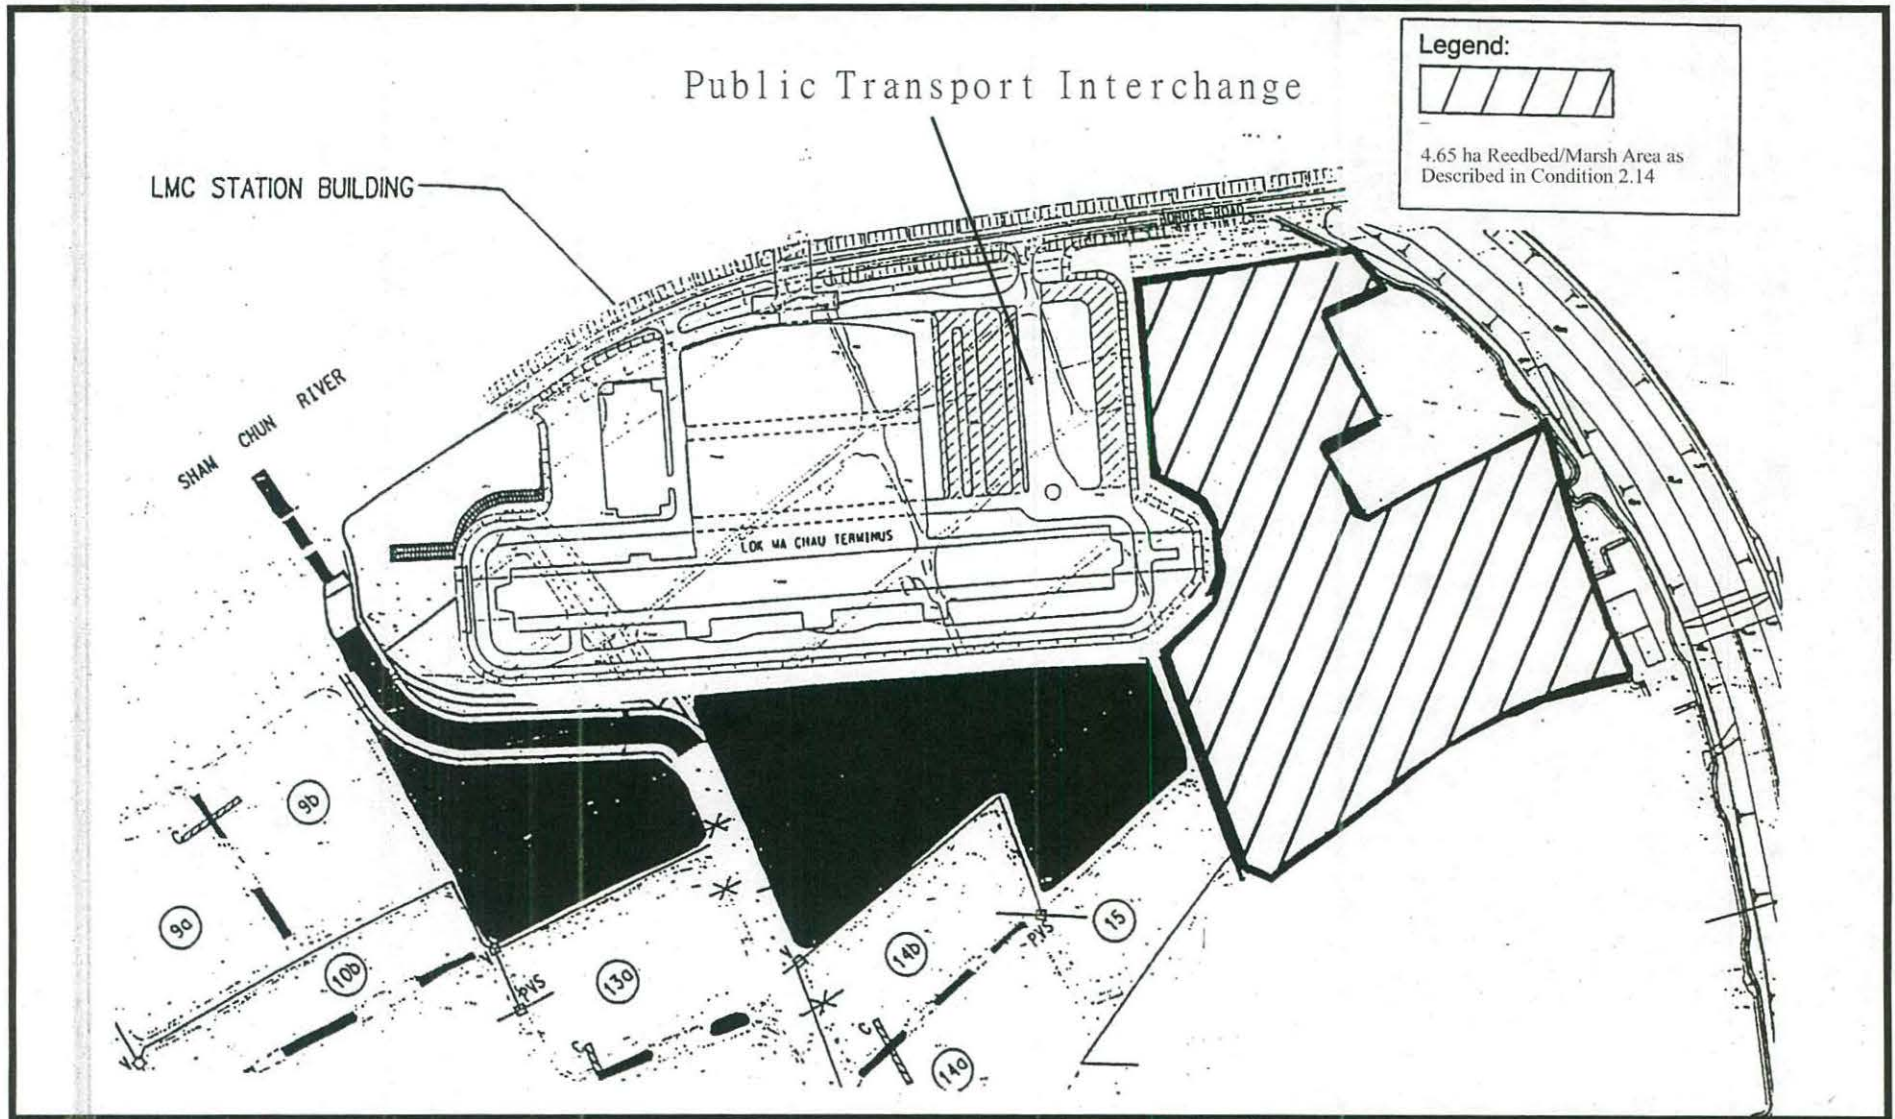 Legend:
4.65 ha Reedbed/Marsh Area as
Described in Condition 2.14
Public Transport Interchange
LMC STATION BUILDING
SHAM CHUN RIVER
LOK MA CHAU TERMINUS
9b
C
9a
10b
PVS
13a
C
14b
PVS
15
C
14a
V
V
V